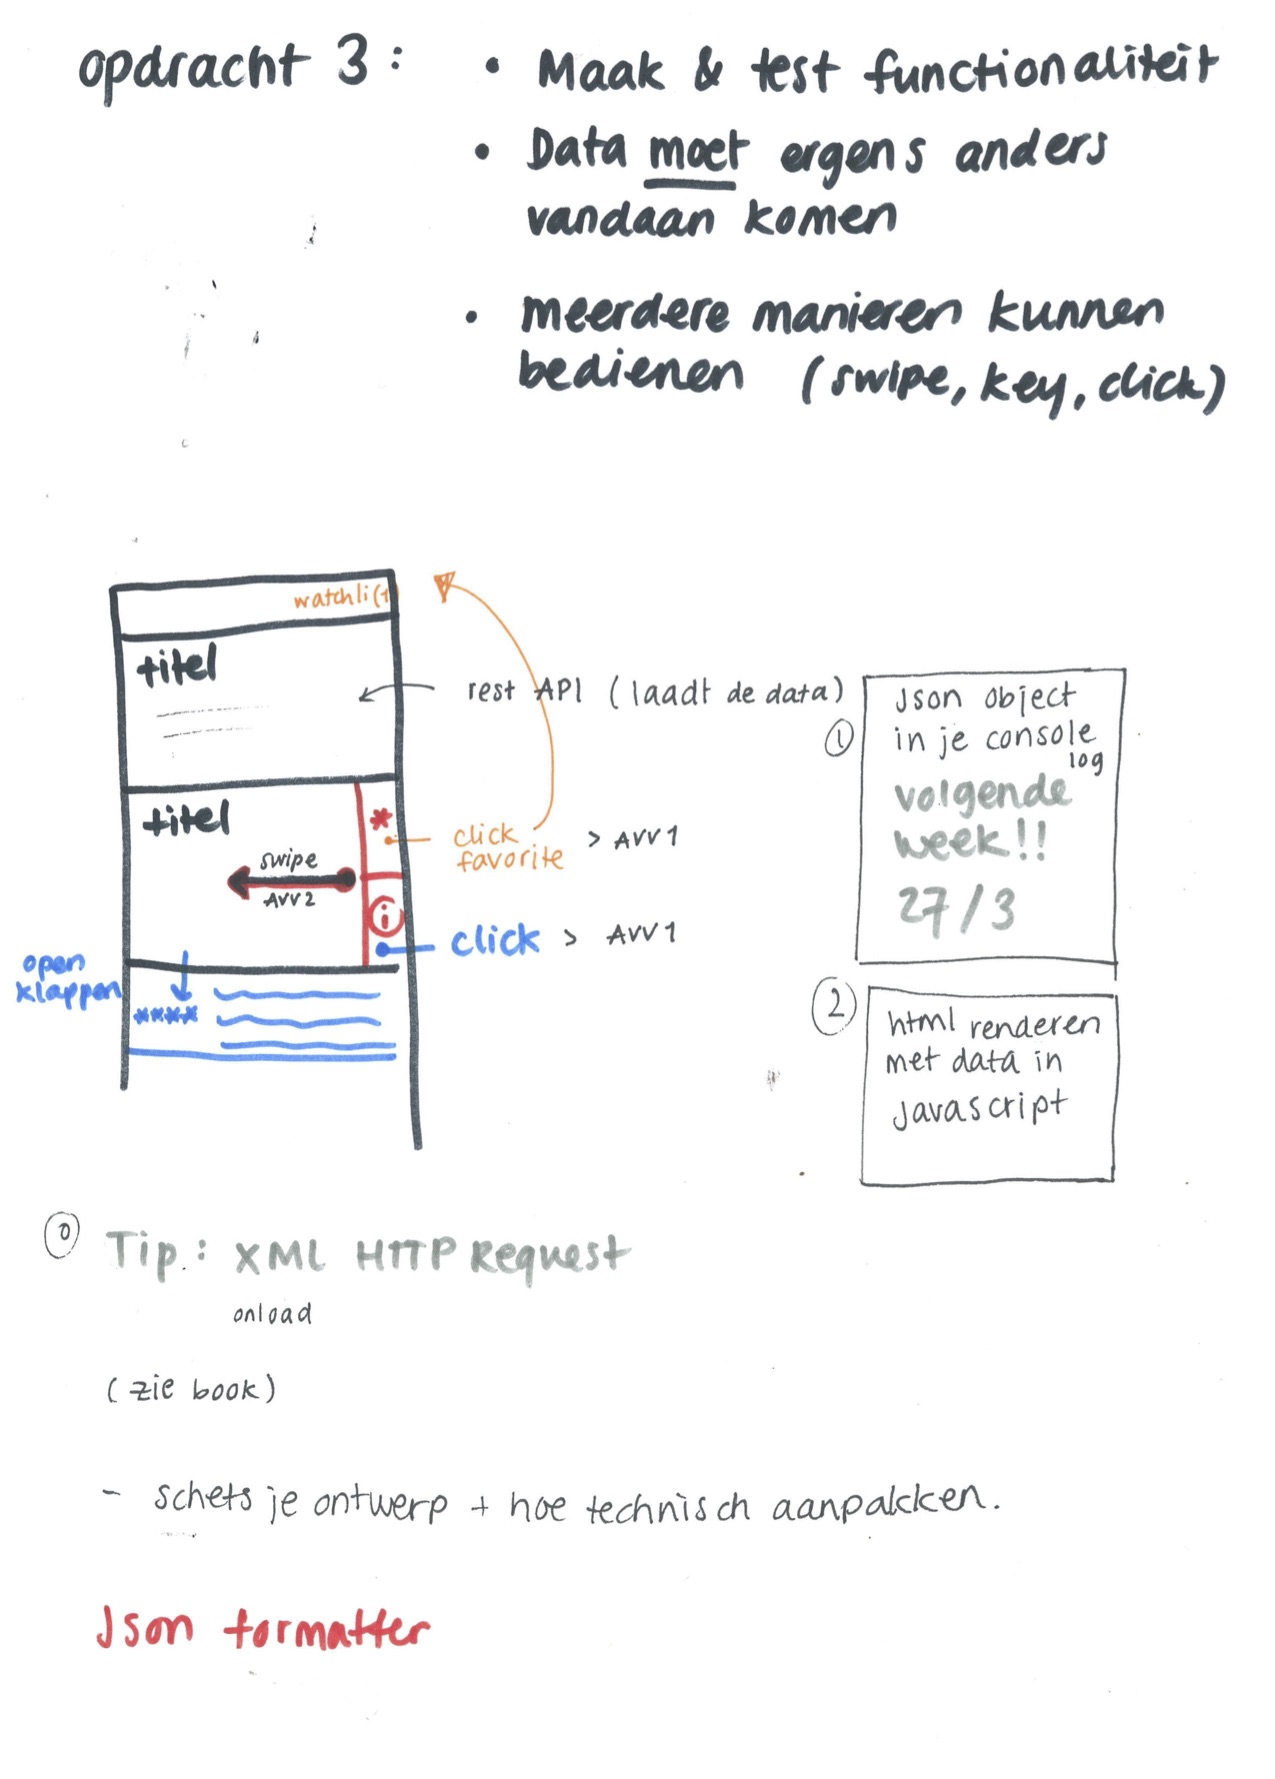 opdracht 3:
• Maak & test functionaliteit
• Data moet ergens anders
vandaan komen
• meerdere manieren kunnen
bedienen (swipe, key, click)
watchlist
titel
rest API (laadt de data)
titel
*
swipe
AVV2
i
click
favorite
> AVV1
click > AVV1
open
klappen
****
1
Json object
in je console
log
volgende
week!!
27/3
2
html renderen
met data in
Javascript
0
Tip: XML HTTP Request
onload
(zie book)
- schets je ontwerp + hoe technisch aanpakken.
Json formatter